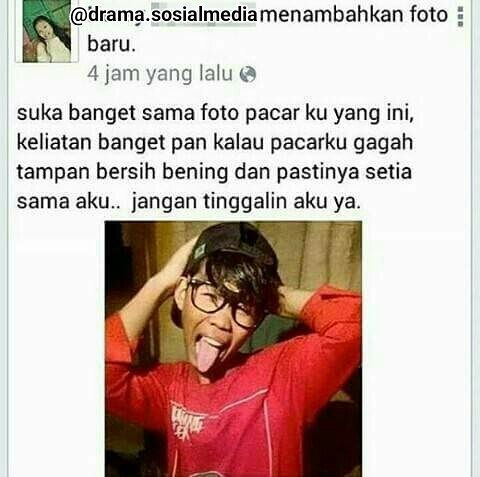 @drama.sosialmedia menambahkan foto
baru.
4 jam yang lalu
suka banget sama foto pacar ku yang ini,
keliatan banget pan kalau pacarku gagah
tampan bersih bening dan pastinya setia
sama aku.. jangan tinggalin aku ya.